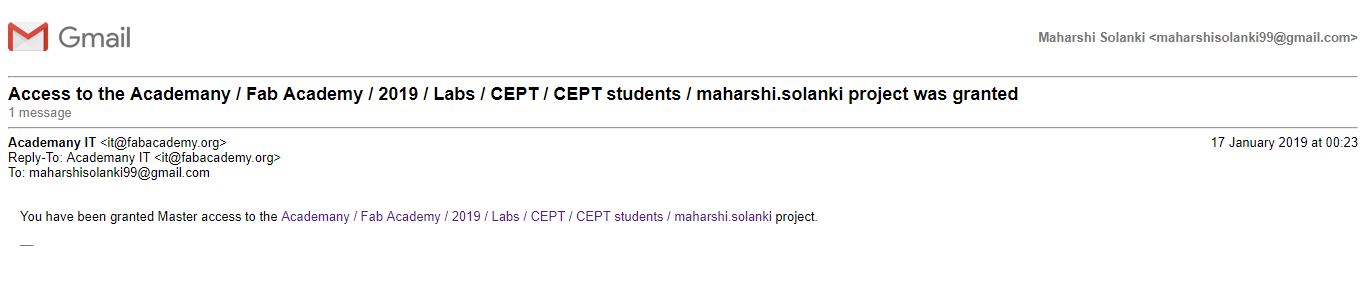 Gmail
Maharshi Solanki <maharshisolanki99@gmail.com>
Access to the Academany / Fab Academy / 2019 / Labs / CEPT / CEPT students / maharshi.solanki project was granted
1 message
Academany IT <it@fabacademy.org>
17 January 2019 at 00:23
Reply-To: Academany IT <it@fabacademy.org>
To: maharshisolanki99@gmail.com
You have been granted Master access to the Academany / Fab Academy / 2019 / Labs / CEPT / CEPT students / maharshi.solanki project.
—